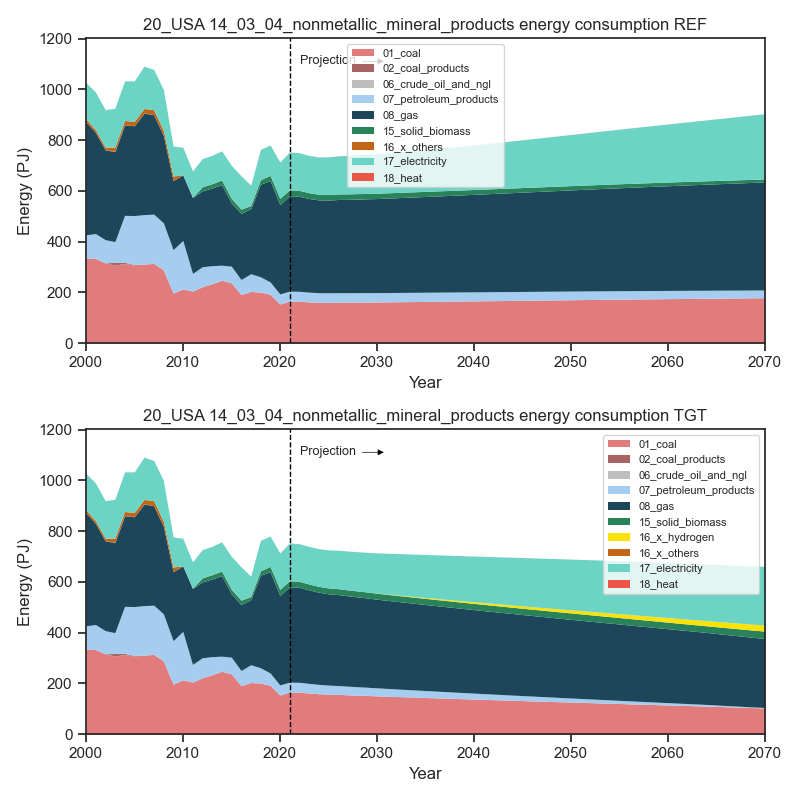 20_USA 14_03_04_nonmetallic_mineral_products energy consumption REF
1200
1000
800
600
400
200
0
Energy (PJ)
Projection
01_coal
02_coal_products
06_crude_oil_and_ngl
07_petroleum_products
08_gas
15_solid_biomass
16_x_others
17_electricity
18_heat
2000 2010 2020 2030 2040 2050 2060 2070
Year
20_USA 14_03_04_nonmetallic_mineral_products energy consumption TGT
1200
1000
800
600
400
200
0
Energy (PJ)
Projection
01_coal
02_coal_products
06_crude_oil_and_ngl
07_petroleum_products
08_gas
15_solid_biomass
16_x_hydrogen
16_x_others
17_electricity
18_heat
2000 2010 2020 2030 2040 2050 2060 2070
Year